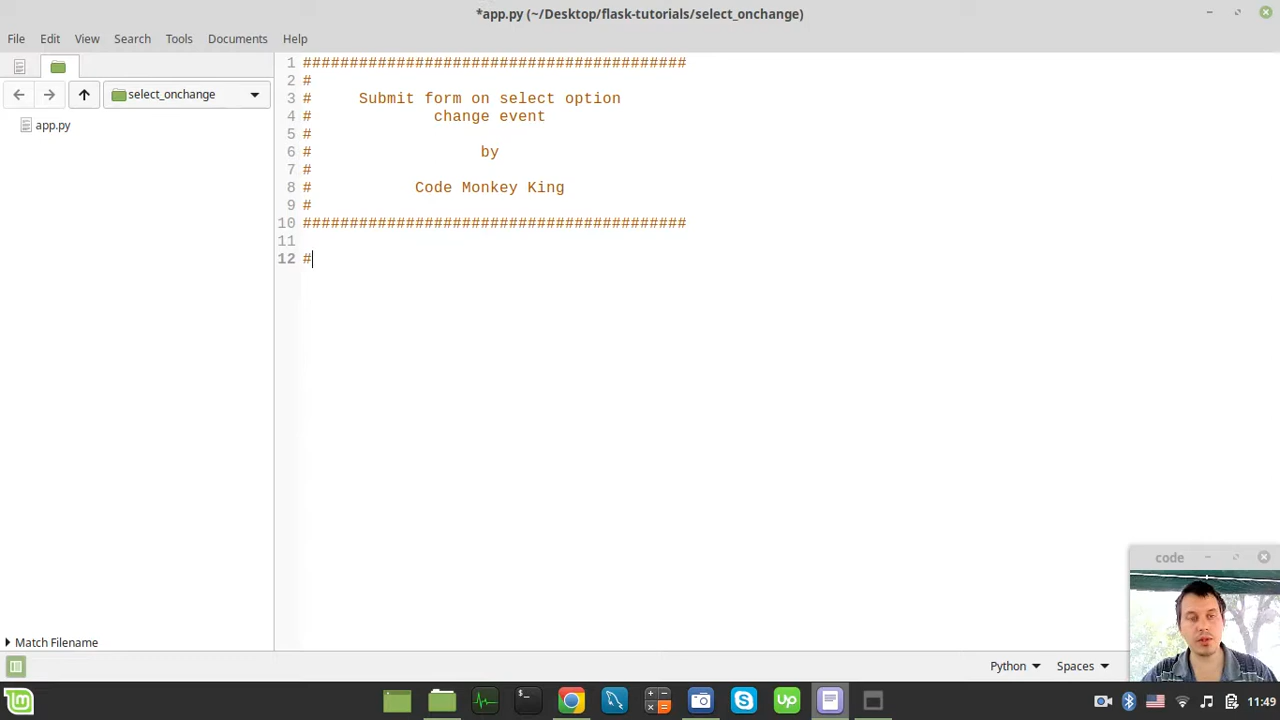 *app.py (~/Desktop/flask-tutorials/select_onchange)
File Edit View Search Tools Documents Help
select_onchange
app.py
1 #########################################
2 #
3 #     Submit form on select option
4 #             change event
5 #
6 #                  by
7 #
8 #           Code Monkey King
9 #
10 #########################################
11
12 #
Match Filename
Python
Spaces
code
11:49